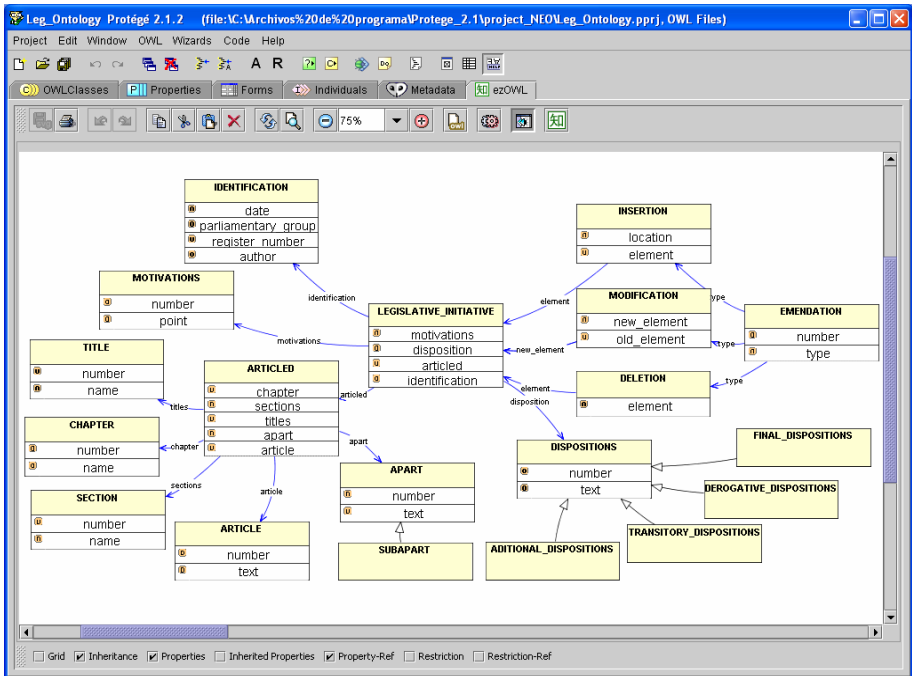 Leg_Ontology Protégé 2.1.2 (file:\C:\Archivos%20de%20programa\Protege_2.1\project_NEO\Leg_Ontology.pprj, OWL Files)
Project Edit Window OWL Wizards Code Help
OWLClasses Properties Forms Individuals Metadata ezOWL
75%
IDENTIFICATION
date
parliamentary_group
register_number
author
INSERTION
location
element
MOTIVATIONS
number
point
identification
element
type
LEGISLATIVE_INITIATIVE
motivations
disposition
articled
identification
MODIFICATION
new_element
old_element
EMENDATION
number
type
motivations
new_element
type
TITLE
number
name
ARTICLED
chapter
sections
titles
apart
article
articled
element
disposition
type
DELETION
element
titles
CHAPTER
number
name
chapter
apart
sections
article
DISPOSITIONS
number
text
FINAL_DISPOSITIONS
APART
number
text
DEROGATIVE_DISPOSITIONS
SECTION
number
name
ARTICLE
number
text
SUBAPART
ADITIONAL_DISPOSITIONS
TRANSITORY_DISPOSITIONS
Grid Inheritance Properties Inherited Properties Property-Ref Restriction Restriction-Ref